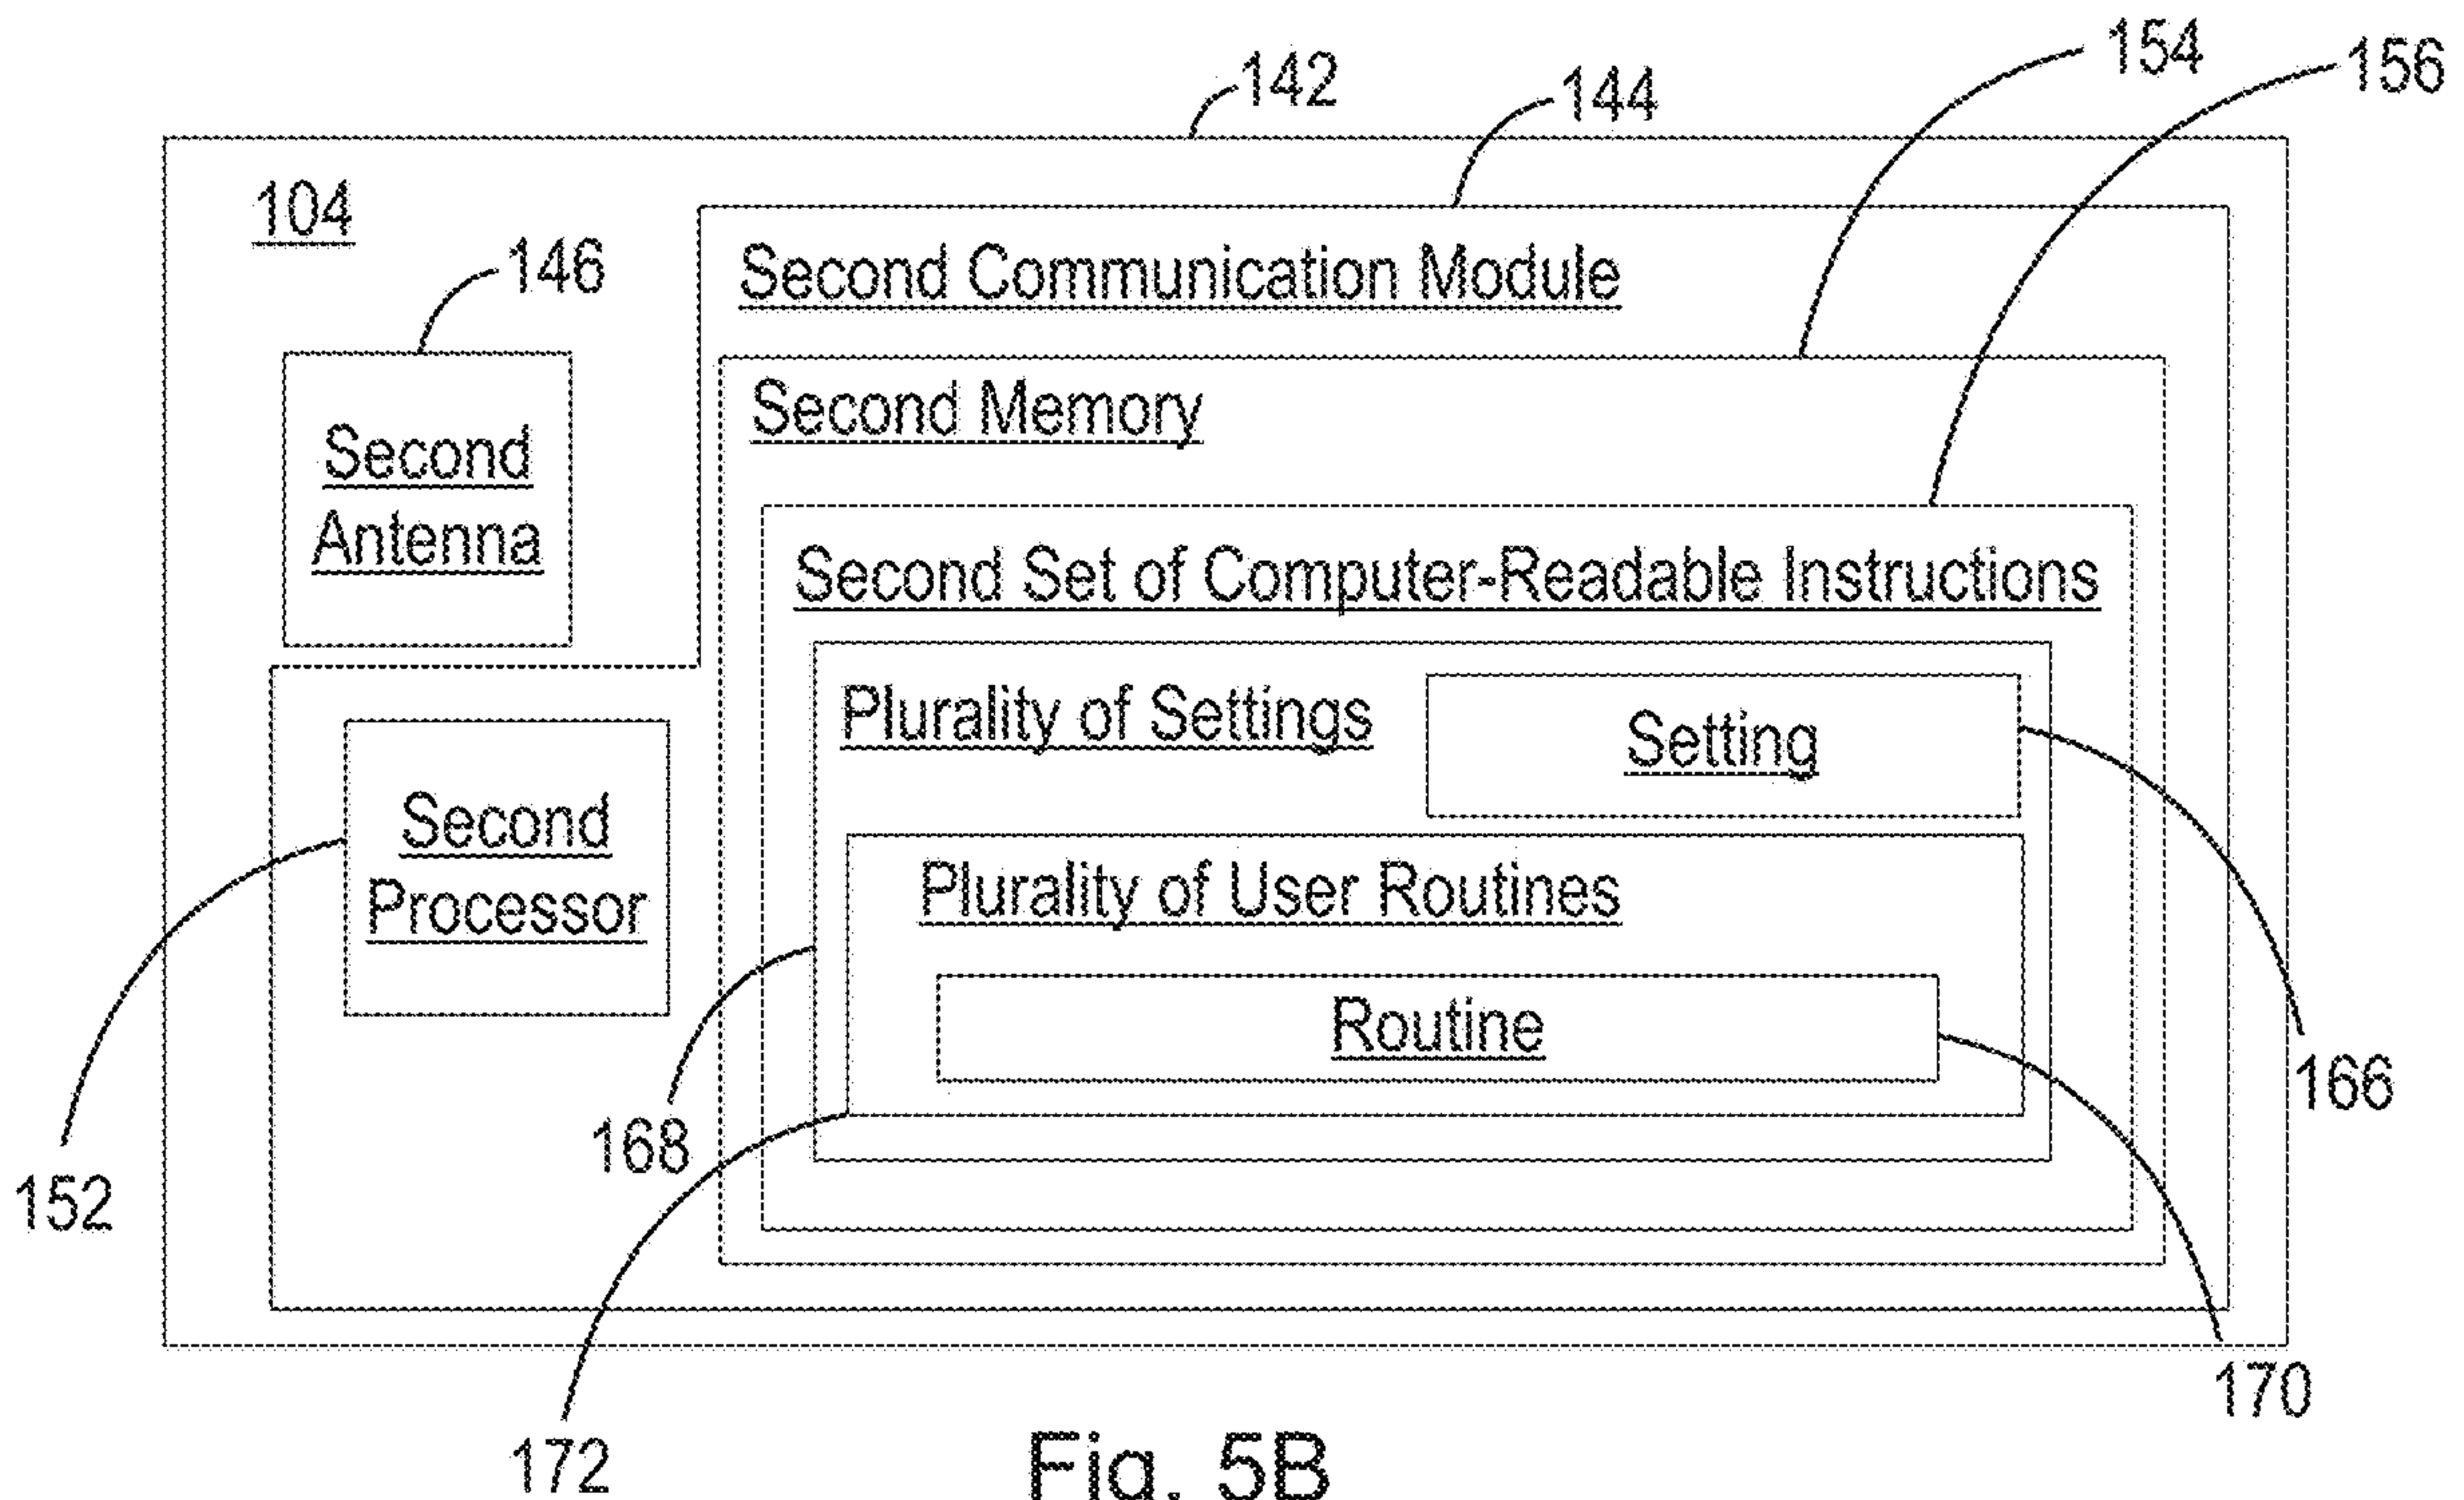 142
144
154
156
104
146
Second Communication Module
Second Memory
Second
Antenna
Second Set of Computer-Readable Instructions
Plurality of Settings
Setting
Second
Processor
Plurality of User Routines
Routine
166
168
152
170
172
Fig. 5B